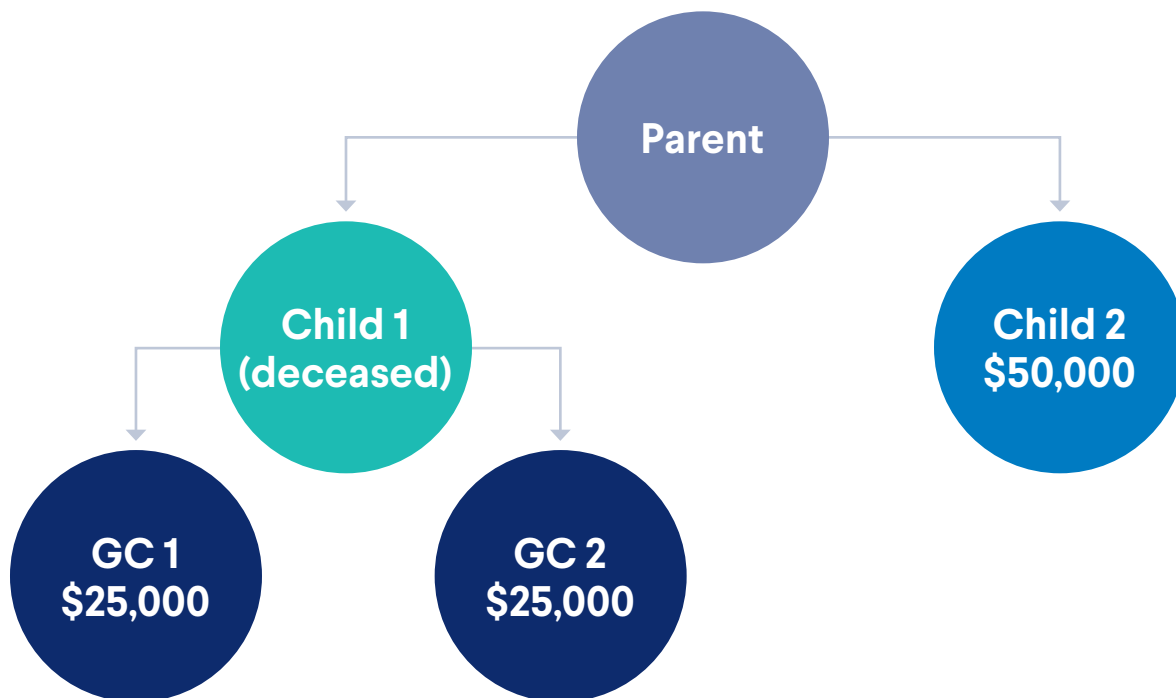 Parent
Child 1
(deceased)
Child 2
$50,000
GC 1
$25,000
GC 2
$25,000